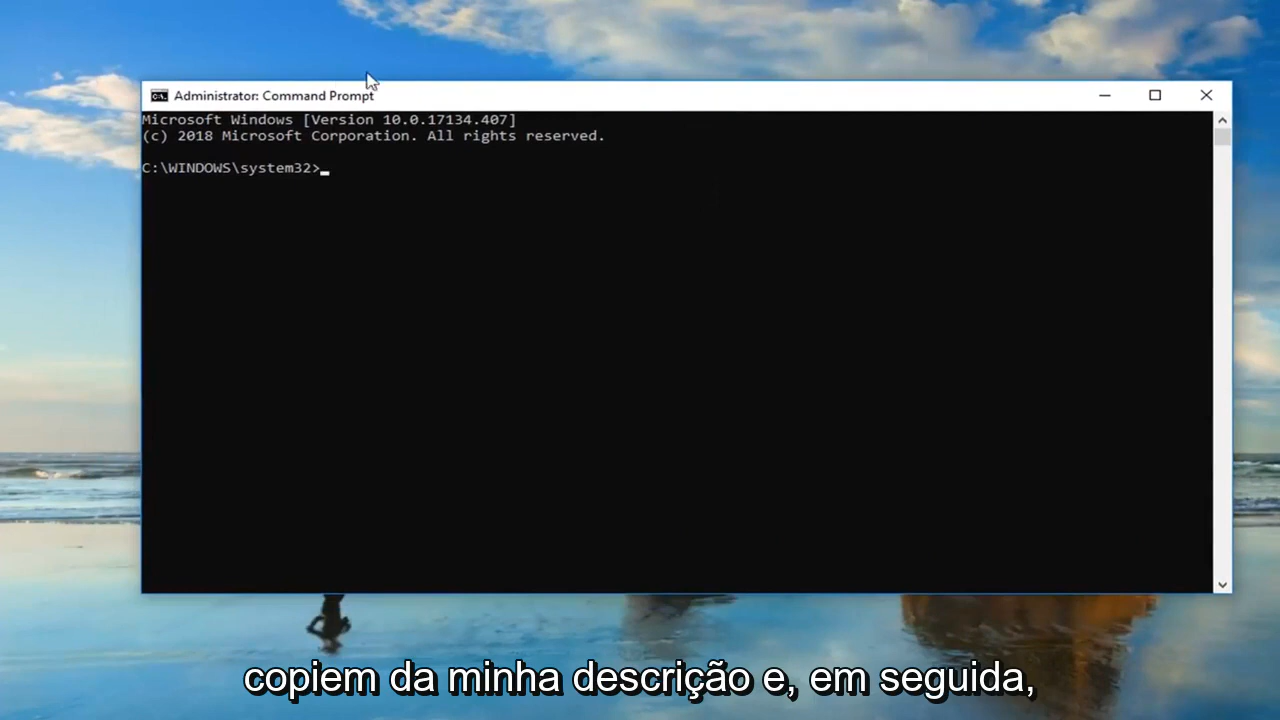 Administrator: Command Prompt
Microsoft Windows [Version 10.0.17134.407]
(c) 2018 Microsoft Corporation. All rights reserved.
C:\WINDOWS\system32>
copiem da minha descrição e, em seguida,